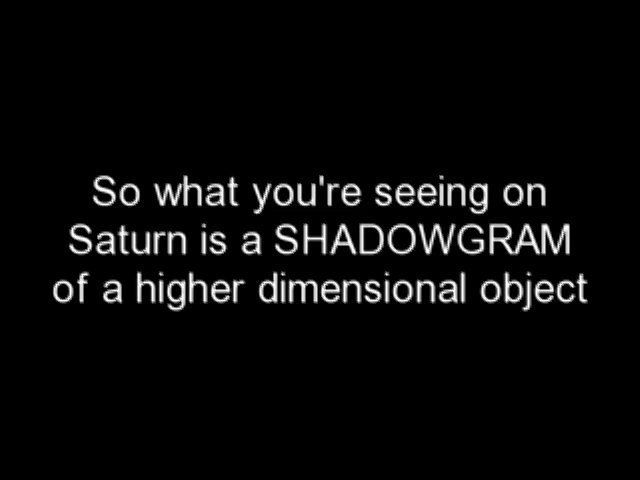 So what you're seeing on
Saturn is a SHADOWGRAM
of a higher dimensional object